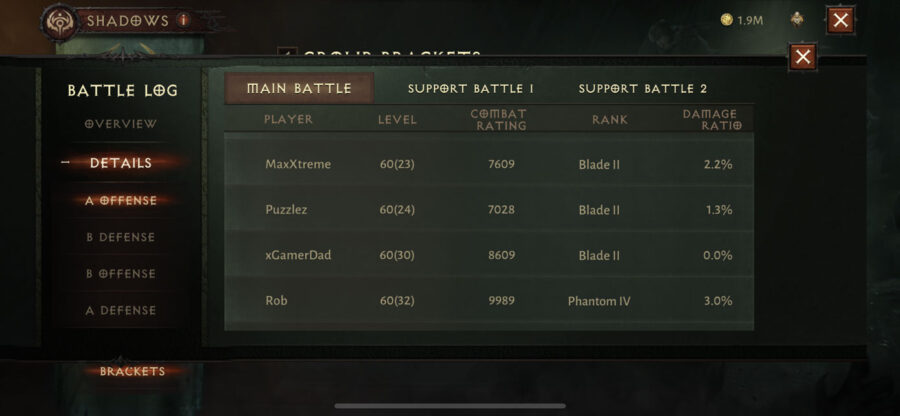 SHADOWS
1.9M
GROUP BRACKETS
BATTLE LOG
OVERVIEW
DETAILS
A OFFENSE
B DEFENSE
B OFFENSE
A DEFENSE
BRACKETS
MAIN BATTLE SUPPORT BATTLE 1 SUPPORT BATTLE 2
PLAYER LEVEL COMBAT RATING RANK DAMAGE RATIO
MaxXtreme 60(23) 7609 Blade II 2.2%
Puzzlez 60(24) 7028 Blade II 1.3%
xGamerDad 60(30) 8609 Blade II 0.0%
Rob 60(32) 9989 Phantom IV 3.0%